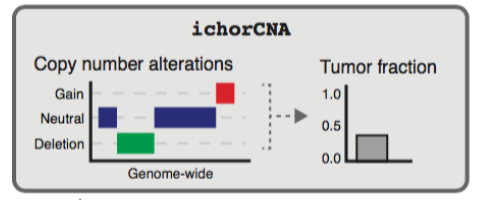 ichorCNA
Copy number alterations
Gain
Neutral
Deletion
Genome-wide
Tumor fraction
1.0
0.5
0.0